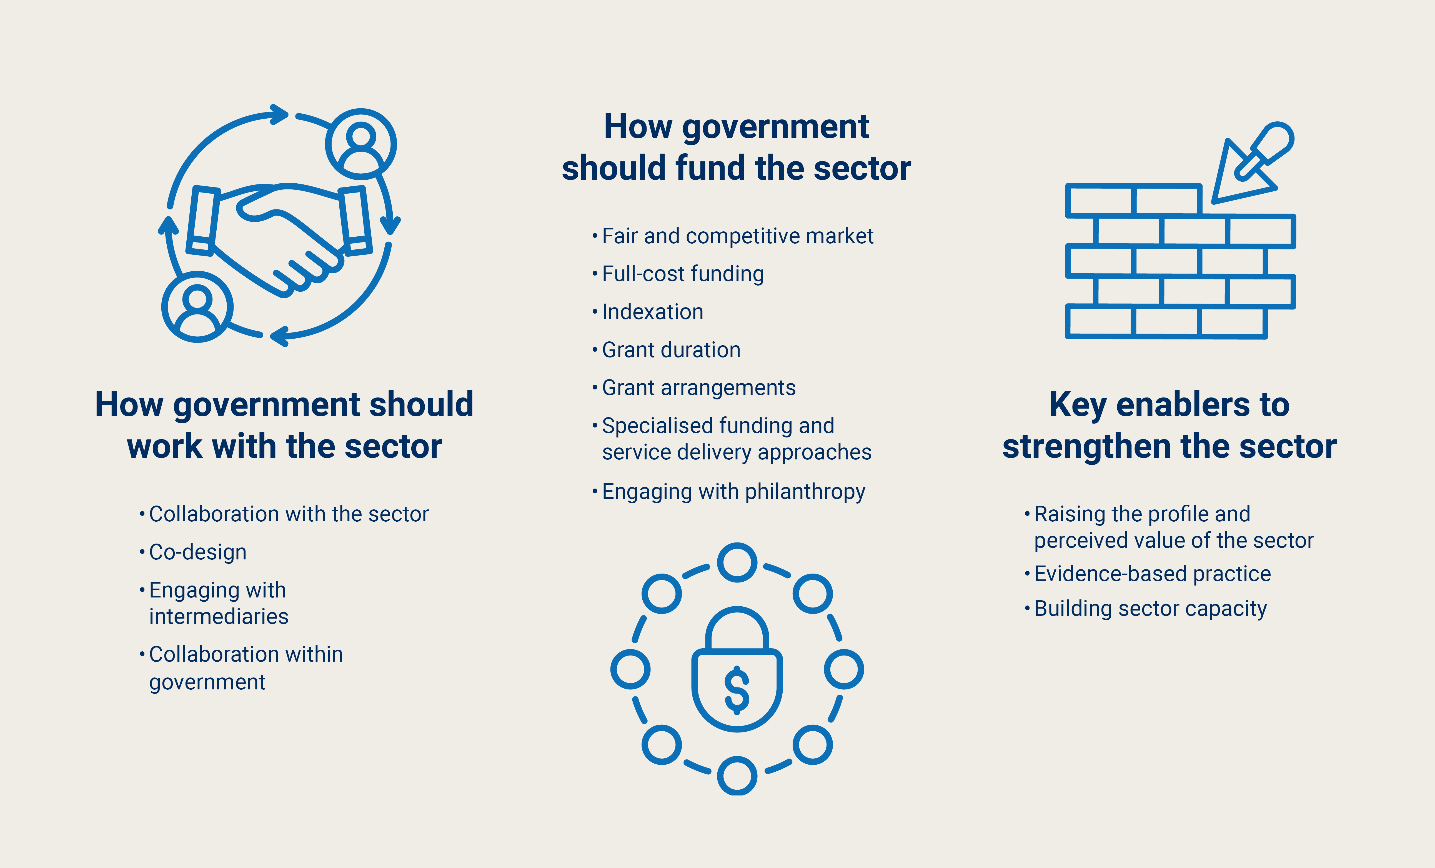 How government should
work with the sector
• Collaboration with the sector
• Co-design
• Engaging with
intermediaries
• Collaboration within
government
How government
should fund the sector
• Fair and competitive market
• Full-cost funding
• Indexation
• Grant duration
• Grant arrangements
• Specialised funding and
service delivery approaches
• Engaging with philanthropy
$
Key enablers to
strengthen the sector
• Raising the profile and
perceived value of the sector
• Evidence-based practice
• Building sector capacity